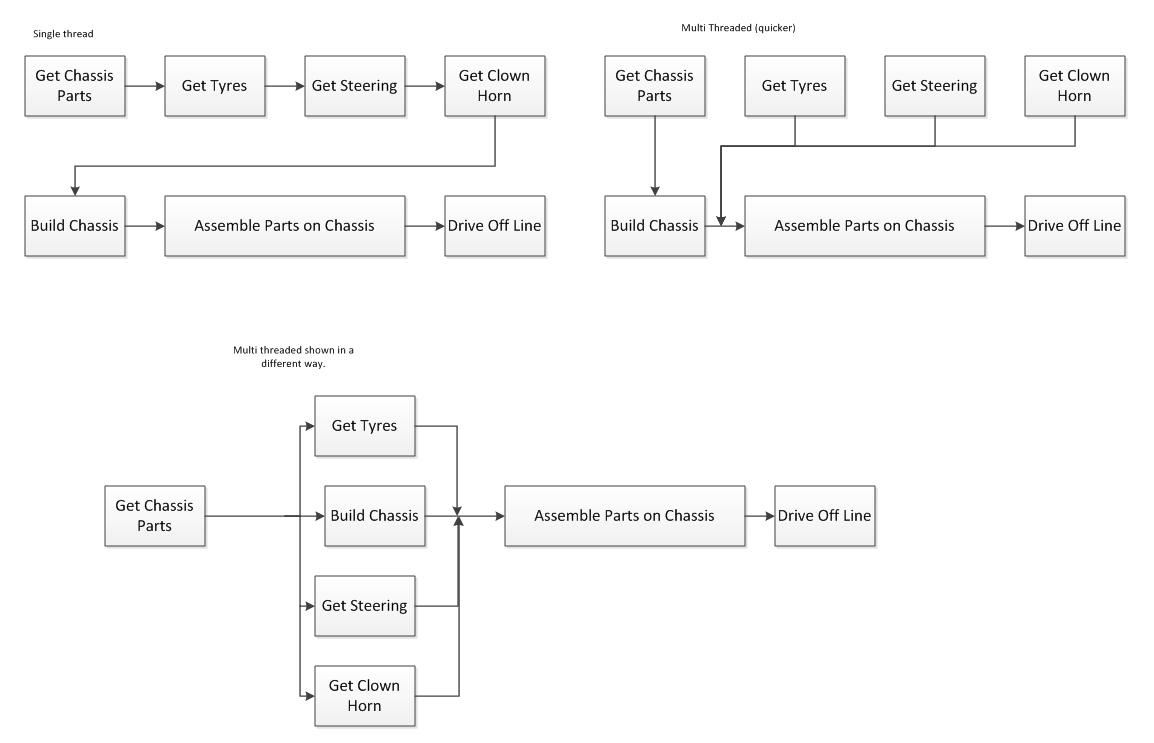 Single thread
Get Chassis
Parts
Get Tyres
Get Steering
Get Clown
Horn
Build Chassis
Assemble Parts on Chassis
Drive Off Line
Multi Threaded (quicker)
Get Chassis
Parts
Get Tyres
Get Steering
Get Clown
Horn
Build Chassis
Assemble Parts on Chassis
Drive Off Line
Multi threaded shown in a
different way.
Get Chassis
Parts
Get Tyres
Build Chassis
Get Steering
Get Clown
Horn
Assemble Parts on Chassis
Drive Off Line